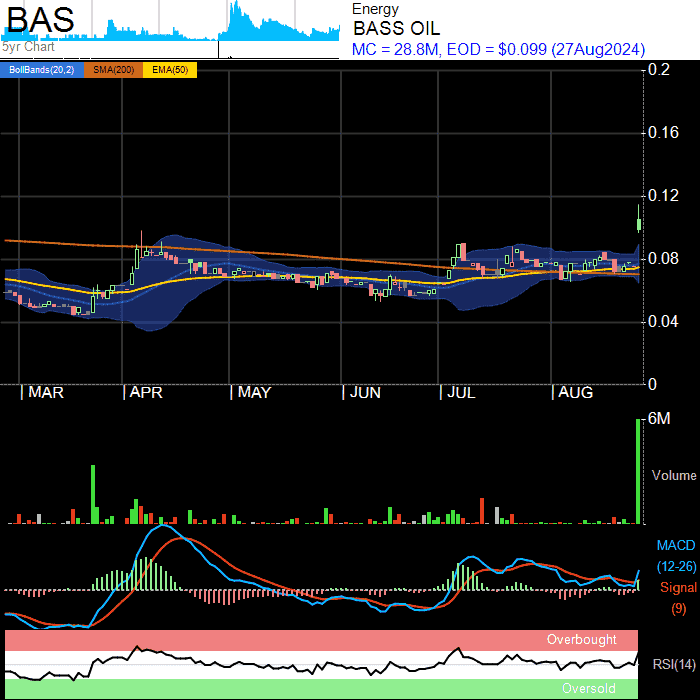 BAS
5yr Chart
Energy
BASS OIL
MC = 28.8M, EOD = $0.099 (27Aug2024)
BollBands(20,2) SMA(200) EMA(50)
0.2
0.16
0.12
0.08
0.04
0
MAR APR MAY JUN JUL AUG
6M
Volume
MACD
(12-26)
Signal
(9)
Overbought
RSI(14)
Oversold